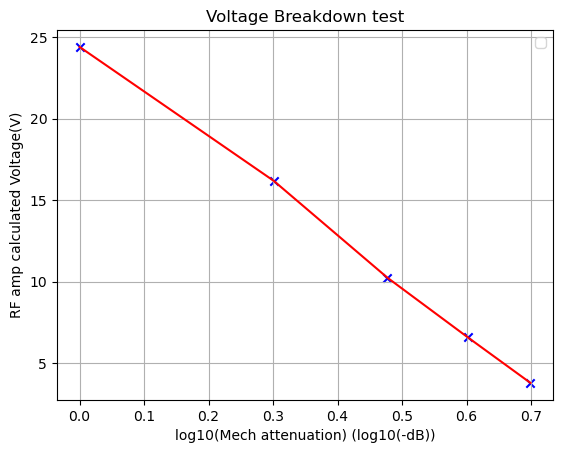 Voltage Breakdown test
RF amp calculated Voltage(V)
25
20
15
10
5
0.0 0.1 0.2 0.3 0.4 0.5 0.6 0.7
log10(Mech attenuation) (log10(-dB))